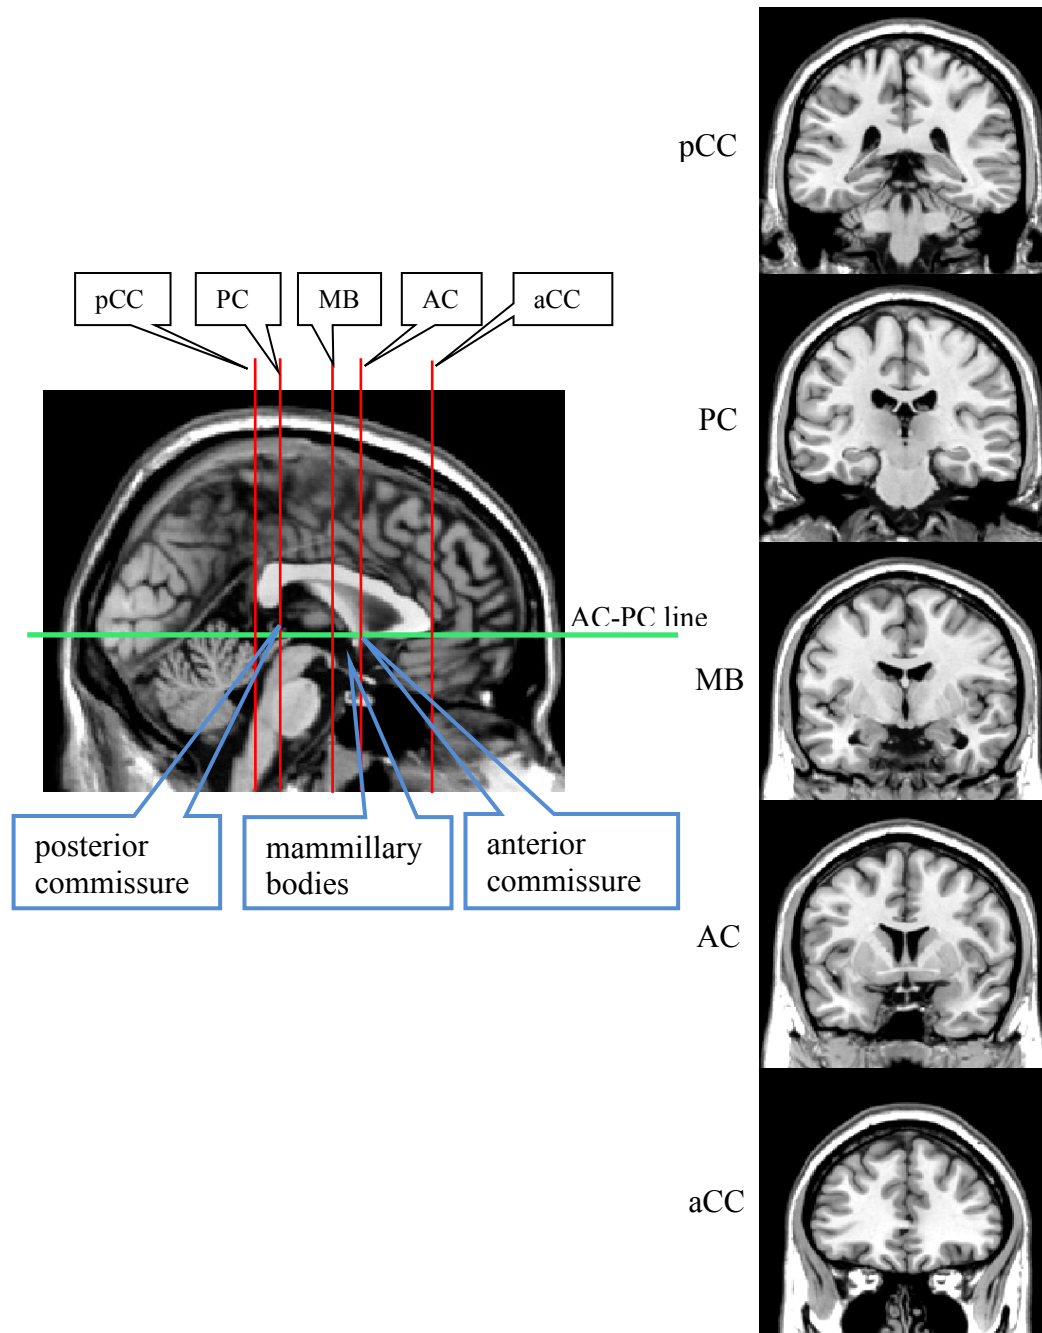 pCC
PC
MB
AC
aCC
AC-PC line
posterior
commissure
mammillary
bodies
anterior
commissure
pCC
PC
MB
AC
aCC